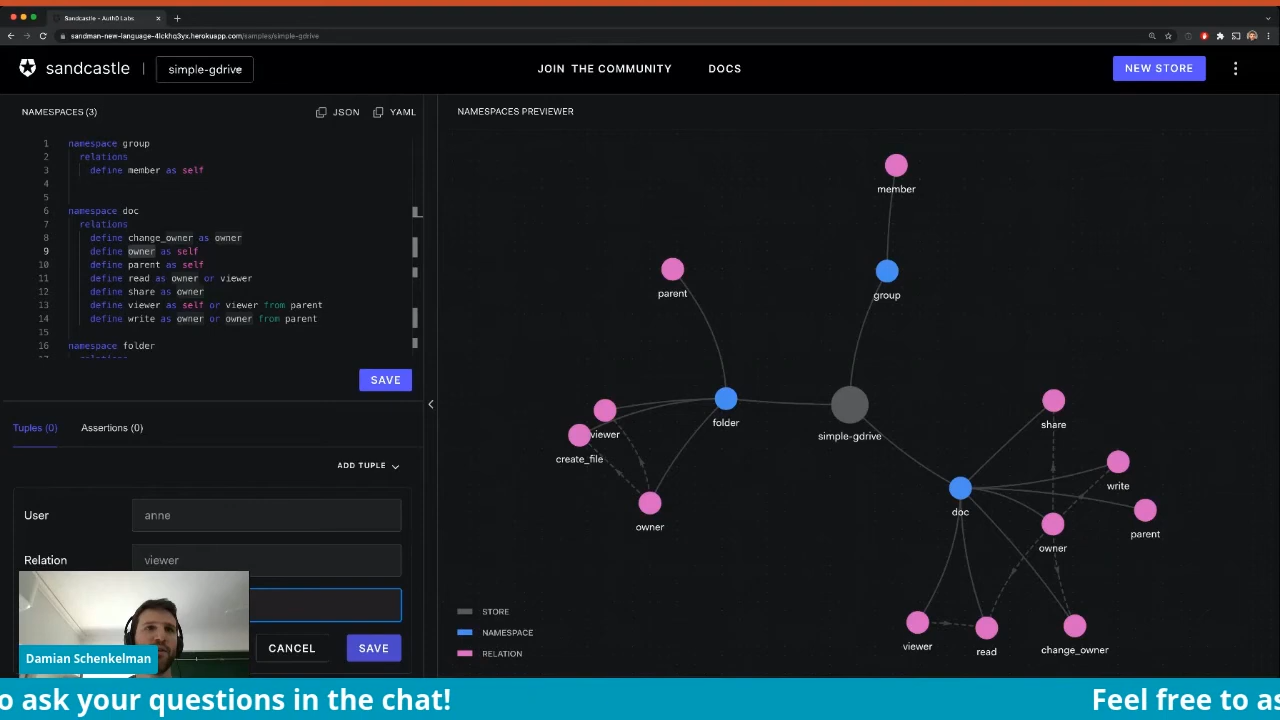 Sandcastle - Auth0 Labs
sandman-new-language-4lckhq3yx.herokuapp.com/samples/simple-gdrive
sandcastle
simple-gdrive
JOIN THE COMMUNITY
DOCS
NEW STORE
NAMESPACES (3)
JSON
YAML
NAMESPACES PREVIEWER
1 namespace group
2 relations
3 define member as self
4
5
6 namespace doc
7 relations
8 define change_owner as owner
9 define owner as self
10 define parent as self
11 define read as owner or viewer
12 define share as owner
13 define viewer as self or viewer from parent
14 define write as owner or owner from parent
15
16 namespace folder
17 relations
SAVE
Tuples (0)
Assertions (0)
ADD TUPLE
User
anne
Relation
viewer
CANCEL
SAVE
member
group
parent
folder
simple-gdrive
viewer
create_file
owner
share
write
doc
parent
owner
viewer
read
change_owner
STORE
NAMESPACE
RELATION
Damian Schenkelman
o ask your questions in the chat!
Feel free to as